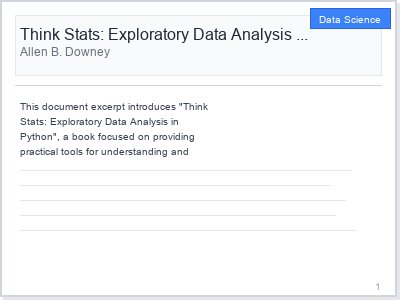 Data Science
Think Stats: Exploratory Data Analysis ...
Allen B. Downey
This document excerpt introduces "Think
Stats: Exploratory Data Analysis in
Python", a book focused on providing
practical tools for understanding and
1